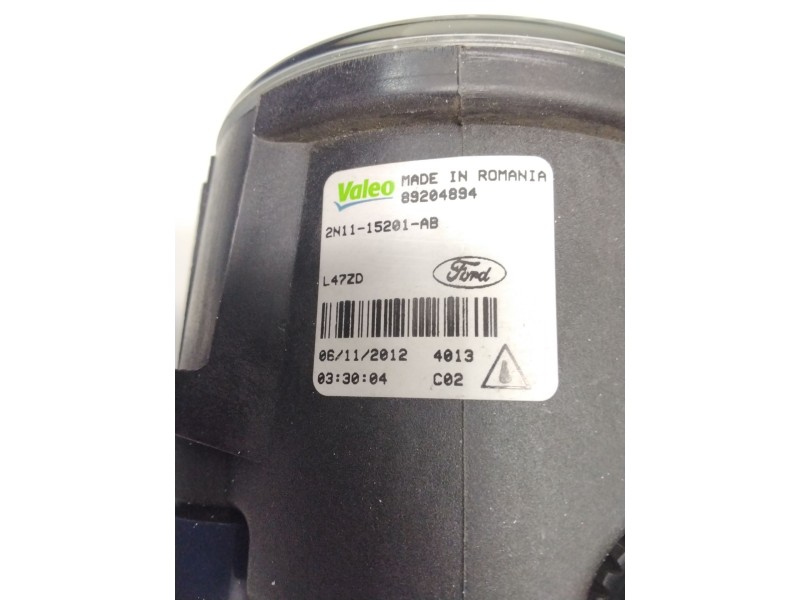 Valeo MADE IN ROMANIA
89204894
2N11-15201-AB
L47ZD Ford
06/11/2012 4013
03:30:04 C02